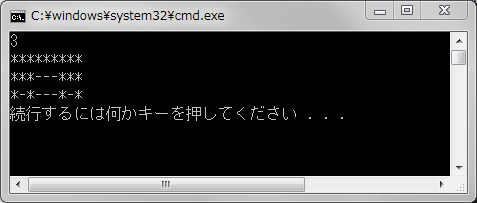 C:¥windows¥system32¥cmd.exe
3
*********
***---***
*-*---*-*
続行するには何かキーを押してください . . .